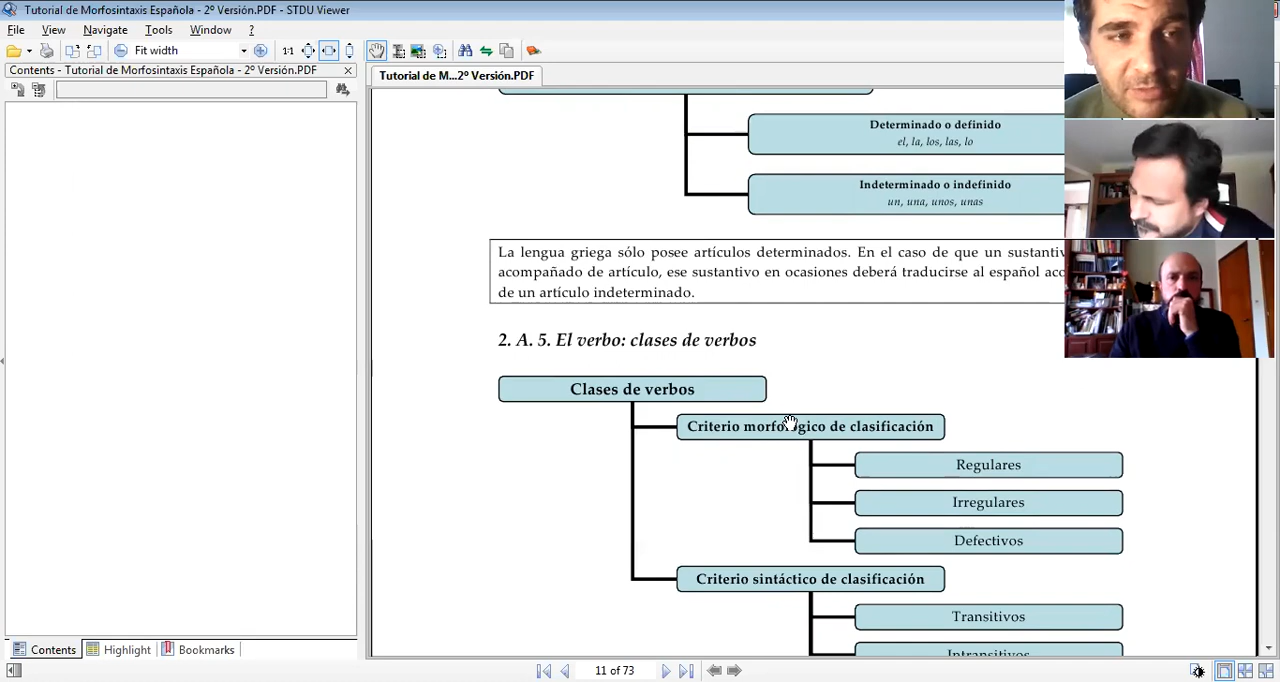 Tutorial de Morfosintaxis Española - 2º Versión.PDF - STDU Viewer
File View Navigate Tools Window ?
Fit width
1:1
Contents - Tutorial de Morfosintaxis Española - 2º Versión.PDF
Tutorial de M...2º Versión.PDF
Determinado o definido
el, la, los, las, lo
Indeterminado o indefinido
un, una, unos, unas
La lengua griega sólo posee artículos determinados. En el caso de que un sustantiv
acompañado de artículo, ese sustantivo en ocasiones deberá traducirse al español aco
de un artículo indeterminado.
2. A. 5. El verbo: clases de verbos
Clases de verbos
Criterio morfológico de clasificación
Regulares
Irregulares
Defectivos
Criterio sintáctico de clasificación
Transitivos
Intransitivos
Contents Highlight Bookmarks
11 of 73